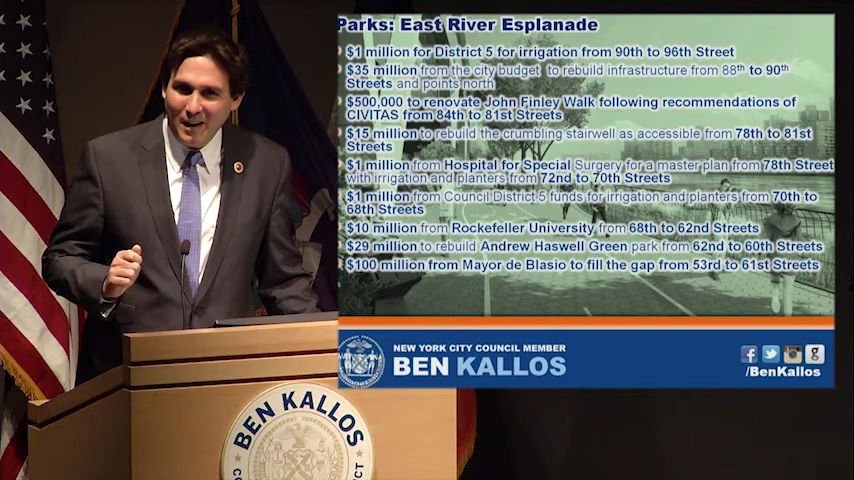 Parks: East River Esplanade
$1 million for District 5 for irrigation from 90th to 96th Street
$35 million from the city budget to rebuild infrastructure from 88th to 90th
Streets and points north
$500,000 to renovate John Finley Walk following recommendations of
CIVITAS from 84th to 81st Streets
$15 million to rebuild the crumbling stairwell as accessible from 78th to 81st
Streets
$1 million from Hospital for Special Surgery for a master plan from 78th Street
with irrigation and planters from 72nd to 70th Streets
$1 million from Council District 5 funds for irrigation and planters from 70th to
68th Streets
$10 million from Rockefeller University from 68th to 62nd Streets
$29 million to rebuild Andrew Haswell Green park from 62nd to 60th Streets
$100 million from Mayor de Blasio to fill the gap from 53rd to 61st Streets
NEW YORK CITY COUNCIL MEMBER
BEN KALLOS
/BenKallos
BEN KALLOS